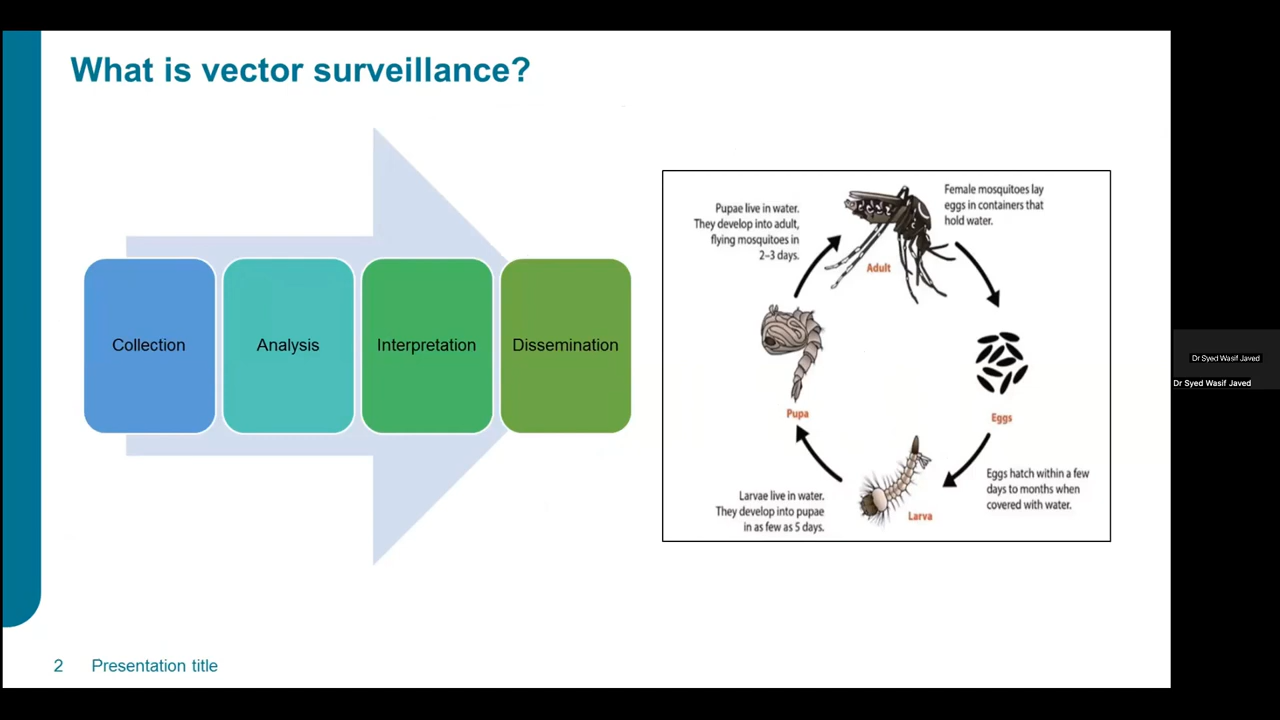 What is vector surveillance?
Collection
Analysis
Interpretation
Dissemination
Pupae live in water.
They develop into adult,
flying mosquitoes in
2–3 days.
Female mosquitoes lay
eggs in containers that
hold water.
Adult
Pupa
Eggs
Larvae live in water.
They develop into pupae
in as few as 5 days.
Larva
Eggs hatch within a few
days to months when
covered with water.
2 Presentation title
Dr Syed Wasif Javed
Dr Syed Wasif Javed